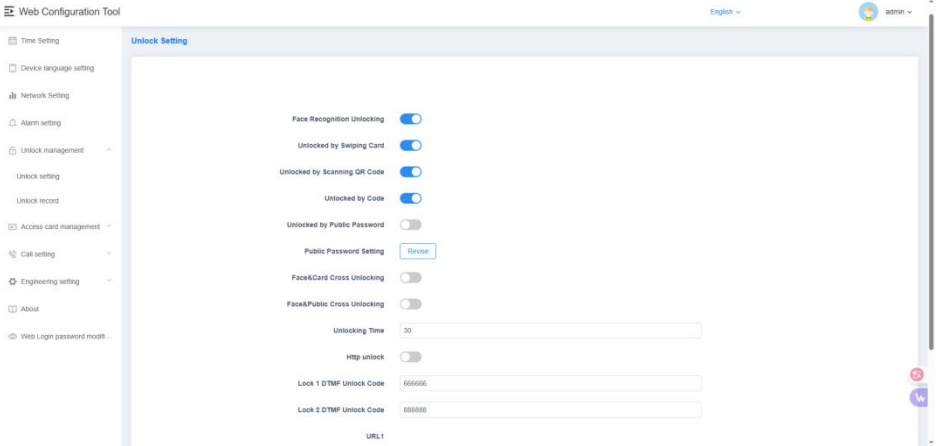 Web Configuration Tool
English
admin
Time Setting
Device language setting
Network Setting
Alarm setting
Unlock management
Unlock setting
Unlock record
Access card management
Call setting
Engineering setting
About
Web Login password modifi...
Unlock Setting
Face Recognition Unlocking
Unlocked by Swiping Card
Unlocked by Scanning QR Code
Unlocked by Code
Unlocked by Public Password
Public Password Setting Revise
Face&Card Cross Unlocking
Face&Public Cross Unlocking
Unlocking Time 30
Http unlock
Lock 1 DTMF Unlock Code 666666
Lock 2 DTMF Unlock Code 888888
URL1